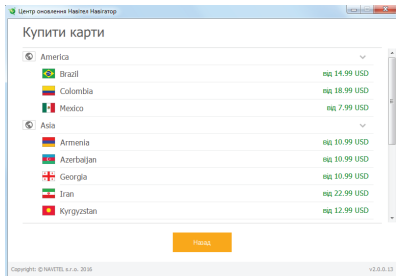 Центр оновлення Навітел Навігатор
Купити карти
America
Brazil від 14.99 USD
Colombia від 18.99 USD
Mexico від 7.99 USD
Asia
Armenia від 10.99 USD
Azerbaijan від 10.99 USD
Georgia від 10.99 USD
Iran від 22.99 USD
Kyrgyzstan від 12.99 USD
Назад
Copyright: © NAVITEL s.r.o. 2016 v2.0.0.13